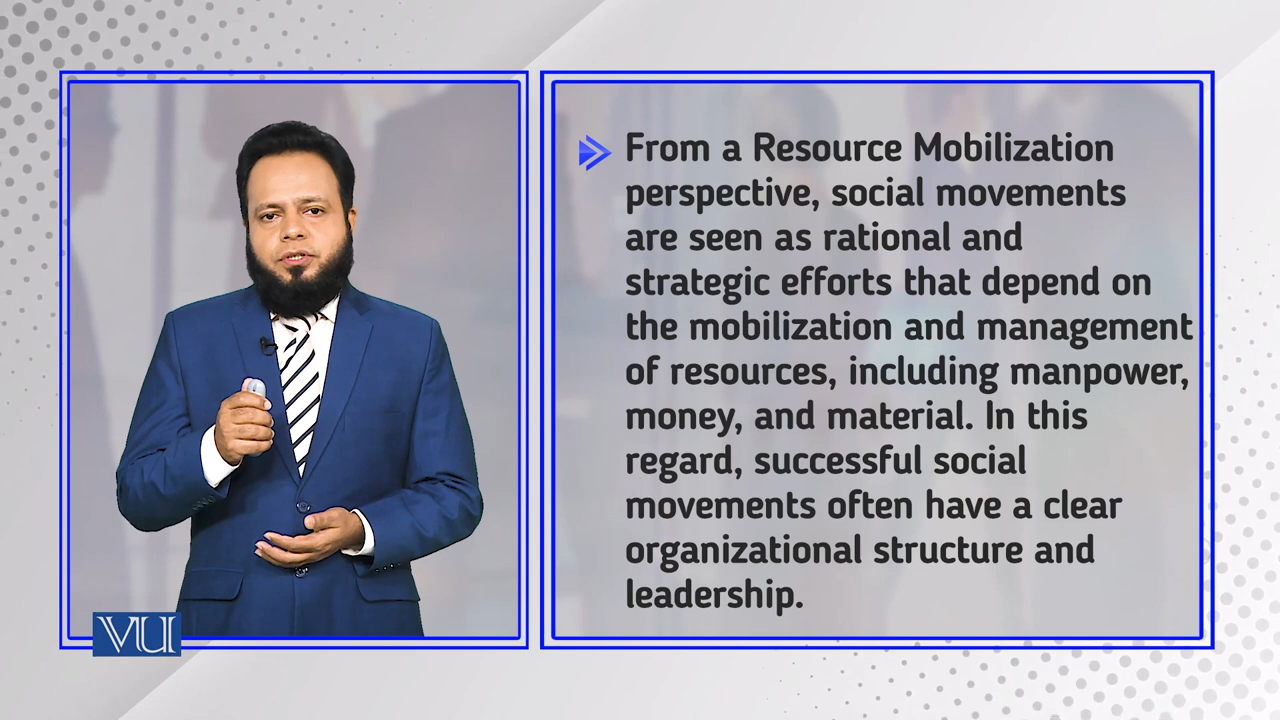 From a Resource Mobilization
perspective, social movements
are seen as rational and
strategic efforts that depend on
the mobilization and management
of resources, including manpower,
money, and material. In this
regard, successful social
movements often have a clear
organizational structure and
leadership.
VU